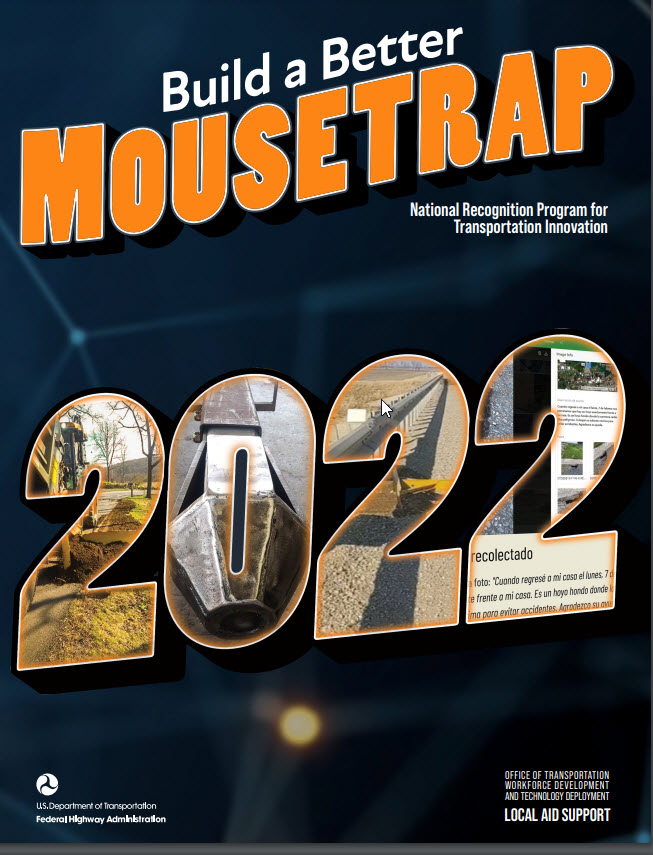 Build a Better
MOUSETRAP
National Recognition Program for
Transportation Innovation
2022
recolectado
foto: "Cuando regresé a mi casa el lunes, 7 d
e frente a mi casa. Es un hoyo hondo donde l
ima para evitar accidentes. Agradezco su
U.S. Department of Transportation
Federal Highway Administration
OFFICE OF TRANSPORTATION
WORKFORCE DEVELOPMENT
AND TECHNOLOGY DEPLOYMENT
LOCAL AID SUPPORT